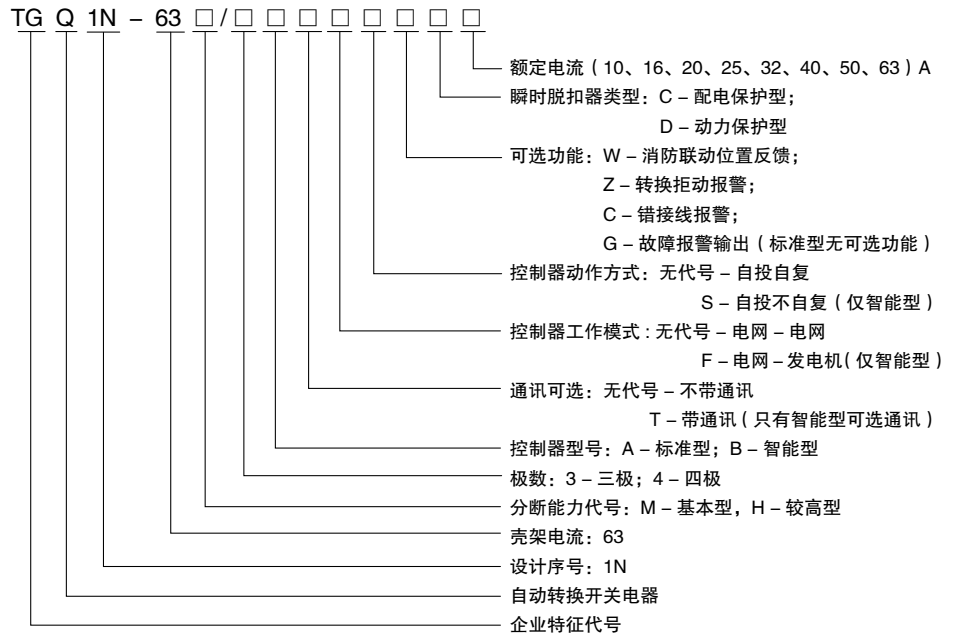 TG Q 1N – 63 □/□ □ □ □ □ □ □ □
额定电流（10、16、20、25、32、40、50、63）A
瞬时脱扣器类型：C – 配电保护型；
D – 动力保护型
可选功能：W – 消防联动位置反馈；
Z – 转换拒动报警；
C – 错接线报警；
G – 故障报警输出（标准型无可选功能）
控制器动作方式：无代号 – 自投自复
S – 自投不自复（仅智能型）
控制器工作模式：无代号 – 电网 – 电网
F – 电网 – 发电机（仅智能型）
通讯可选：无代号 – 不带通讯
T – 带通讯（只有智能型可选通讯）
控制器型号：A – 标准型；B – 智能型
极数：3 – 三极；4 – 四极
分断能力代号：M – 基本型，H – 较高型
壳架电流：63
设计序号：1N
自动转换开关电器
企业特征代号